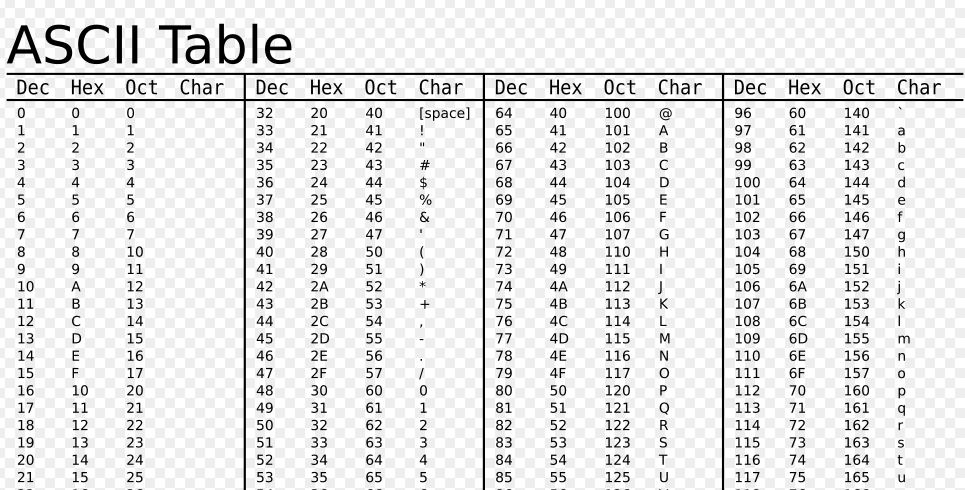 ASCII Table
Dec Hex Oct Char Dec Hex Oct Char Dec Hex Oct Char Dec Hex Oct Char
0 0 0 32 20 40 [space] 64 40 100 @ 96 60 140 `
1 1 1 33 21 41 ! 65 41 101 A 97 61 141 a
2 2 2 34 22 42 " 66 42 102 B 98 62 142 b
3 3 3 35 23 43 # 67 43 103 C 99 63 143 c
4 4 4 36 24 44 $ 68 44 104 D 100 64 144 d
5 5 5 37 25 45 % 69 45 105 E 101 65 145 e
6 6 6 38 26 46 & 70 46 106 F 102 66 146 f
7 7 7 39 27 47 ' 71 47 107 G 103 67 147 g
8 8 10 40 28 50 ( 72 48 110 H 104 68 150 h
9 9 11 41 29 51 ) 73 49 111 I 105 69 151 i
10 A 12 42 2A 52 * 74 4A 112 J 106 6A 152 j
11 B 13 43 2B 53 + 75 4B 113 K 107 6B 153 k
12 C 14 44 2C 54 , 76 4C 114 L 108 6C 154 l
13 D 15 45 2D 55 - 77 4D 115 M 109 6D 155 m
14 E 16 46 2E 56 . 78 4E 116 N 110 6E 156 n
15 F 17 47 2F 57 / 79 4F 117 O 111 6F 157 o
16 10 20 48 30 60 0 80 50 120 P 112 70 160 p
17 11 21 49 31 61 1 81 51 121 Q 113 71 161 q
18 12 22 50 32 62 2 82 52 122 R 114 72 162 r
19 13 23 51 33 63 3 83 53 123 S 115 73 163 s
20 14 24 52 34 64 4 84 54 124 T 116 74 164 t
21 15 25 53 35 65 5 85 55 125 U 117 75 165 u